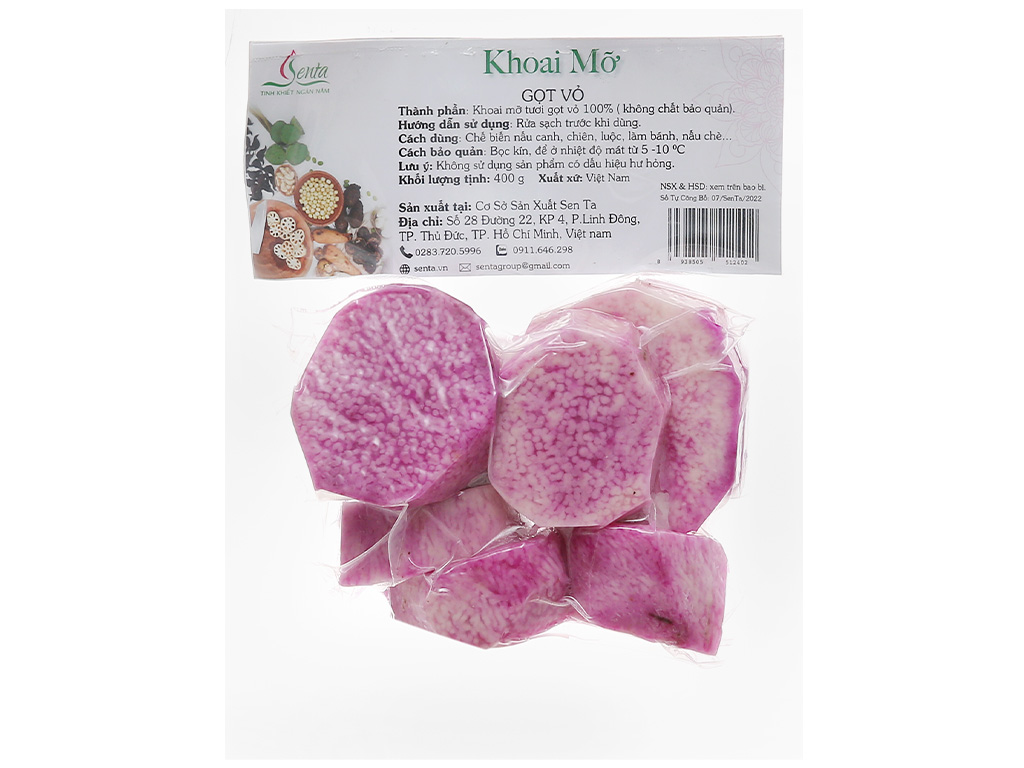 Senta
TINH KHIẾT NGÀN NĂM
Khoai Mỡ
GỌT VỎ
Thành phần: Khoai mỡ tươi gọt vỏ 100% ( không chất bảo quản).
Hướng dẫn sử dụng: Rửa sạch trước khi dùng.
Cách dùng: Chế biến nấu canh, chiên, luộc, làm bánh, nấu chè...
Cách bảo quản: Bọc kín, để ở nhiệt độ mát từ 5 -10 ºC
Lưu ý: Không sử dụng sản phẩm có dấu hiệu hư hỏng.
Khối lượng tịnh: 400 g Xuất xứ: Việt Nam
NSX & HSD: xem trên bao bì.
Số Tự Công Bố: 07/SenTa/2022
Sản xuất tại: Cơ Sở Sản Xuất Sen Ta
Địa chỉ: Số 28 Đường 22, KP 4, P.Linh Đông,
TP. Thủ Đức, TP. Hồ Chí Minh, Việt nam
0283.720.5996 0911.646.298
senta.vn sentagroup@gmail.com
8 938505 512402